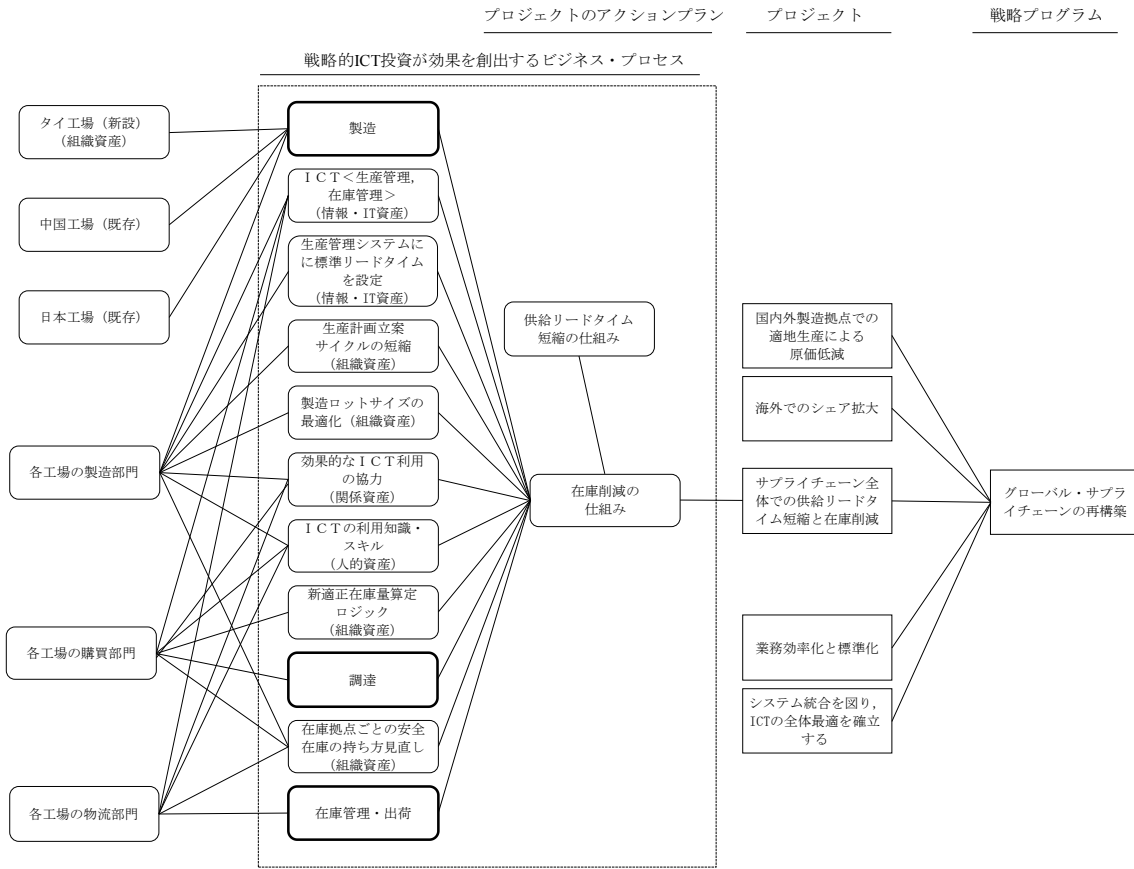 プロジェクトのアクションプラン
プロジェクト
戦略プログラム
戦略的ICT投資が効果を創出するビジネス・プロセス
タイ工場（新設）
（組織資産）
中国工場（既存）
日本工場（既存）
各工場の製造部門
各工場の購買部門
各工場の物流部門
製造
ＩＣＴ＜生産管理，
在庫管理＞
（情報・IT資産）
生産管理システムに
に標準リードタイム
を設定
（情報・IT資産）
生産計画立案
サイクルの短縮
（組織資産）
製造ロットサイズの
最適化（組織資産）
効果的なＩＣＴ利用
の協力
（関係資産）
ＩＣＴの利用知識・
スキル
（人的資産）
新適正在庫量算定
ロジック
（組織資産）
調達
在庫拠点ごとの安全
在庫の持ち方見直し
（組織資産）
在庫管理・出荷
供給リードタイム
短縮の仕組み
在庫削減の
仕組み
国内外製造拠点での
適地生産による
原価低減
海外でのシェア拡大
サプライチェーン全
体での供給リードタ
イム短縮と在庫削減
業務効率化と標準化
システム統合を図り，
ICTの全体最適を確立
する
グローバル・サプラ
イチェーンの再構築